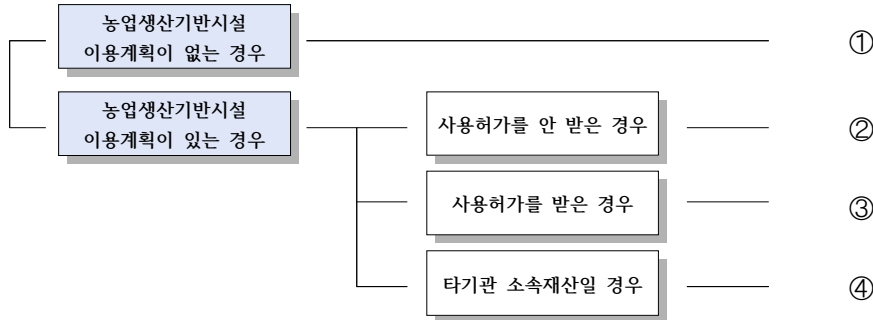 농업생산기반시설
이용계획이 없는 경우
①
농업생산기반시설
이용계획이 있는 경우
사용허가를 안 받은 경우
②
사용허가를 받은 경우
③
타기관 소속재산일 경우
④